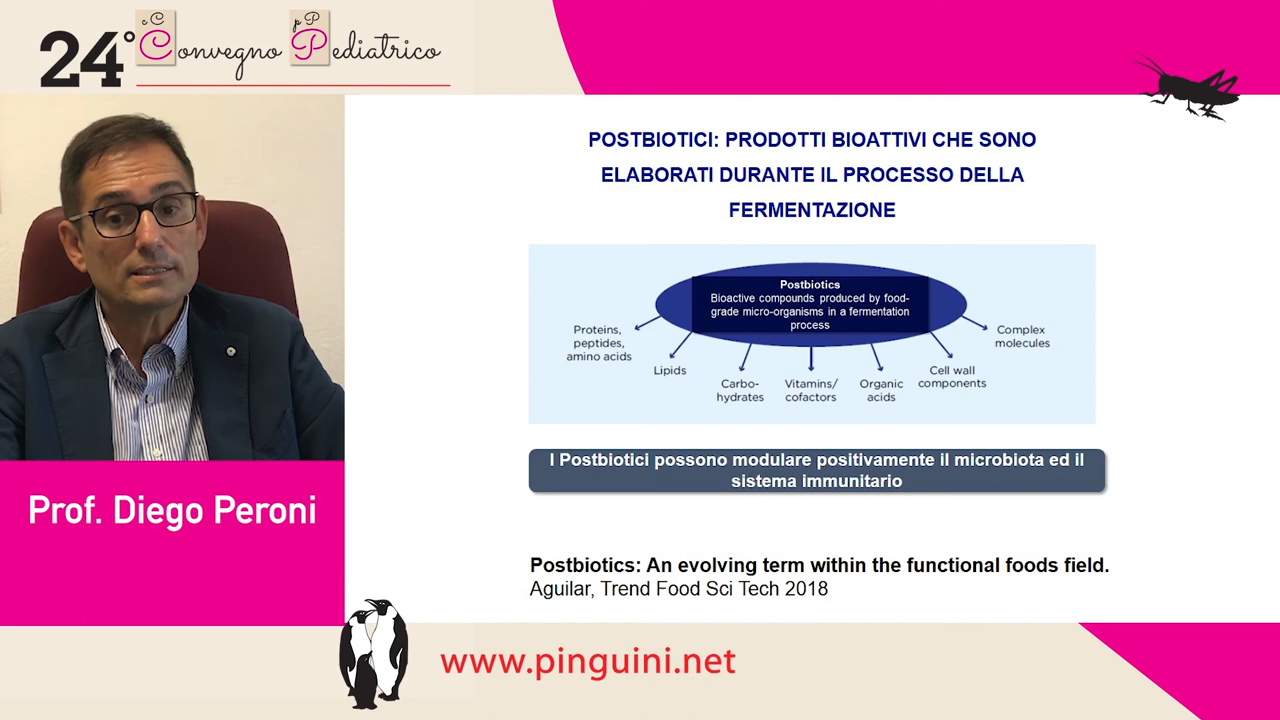 24° Convegno Pediatrico
POSTBIOTICI: PRODOTTI BIOATTIVI CHE SONO
ELABORATI DURANTE IL PROCESSO DELLA
FERMENTAZIONE
Postbiotics
Bioactive compounds produced by food-
grade micro-organisms in a fermentation
process
Proteins,
peptides,
amino acids
Lipids
Carbo-
hydrates
Vitamins/
cofactors
Organic
acids
Cell wall
components
Complex
molecules
I Postbiotici possono modulare positivamente il microbiota ed il
sistema immunitario
Prof. Diego Peroni
Postbiotics: An evolving term within the functional foods field.
Aguilar, Trend Food Sci Tech 2018
www.pinguini.net